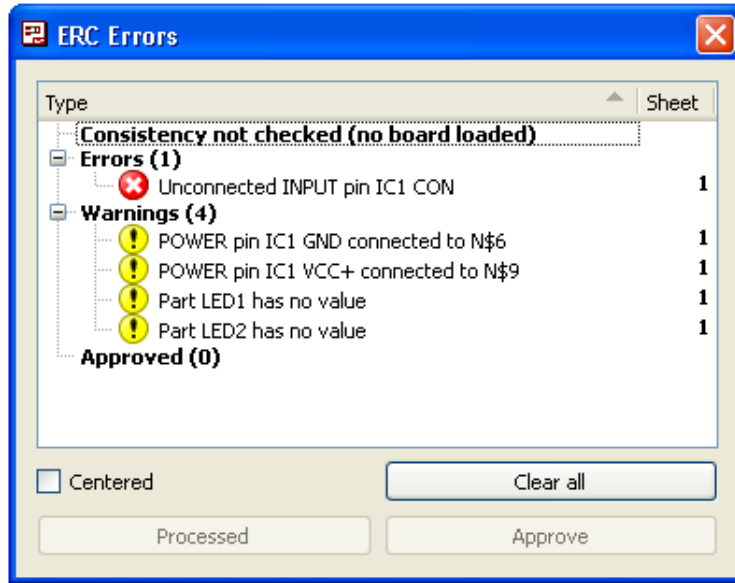 ERC Errors
Type Sheet
Consistency not checked (no board loaded)
Errors (1)
Unconnected INPUT pin IC1 CON 1
Warnings (4)
POWER pin IC1 GND connected to N$6 1
POWER pin IC1 VCC+ connected to N$9 1
Part LED1 has no value 1
Part LED2 has no value 1
Approved (0)
Centered Clear all
Processed Approve